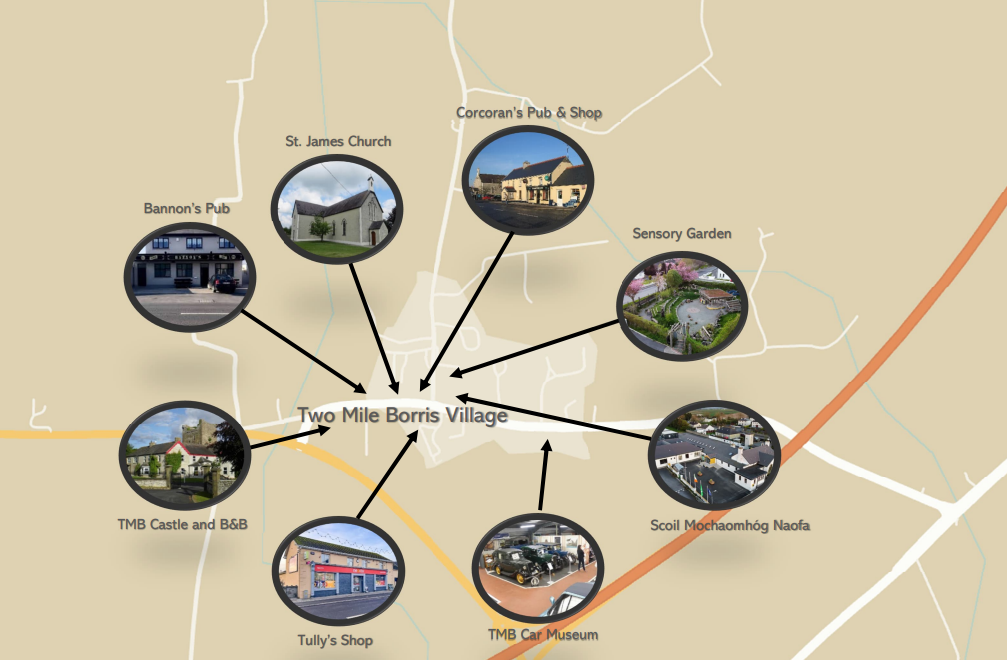 Corcoran's Pub & Shop
St. James Church
Bannon's Pub
Sensory Garden
Two Mile Borris Village
TMB Castle and B&B
Scoil Mochaomhóg Naofa
Tully's Shop
TMB Car Museum